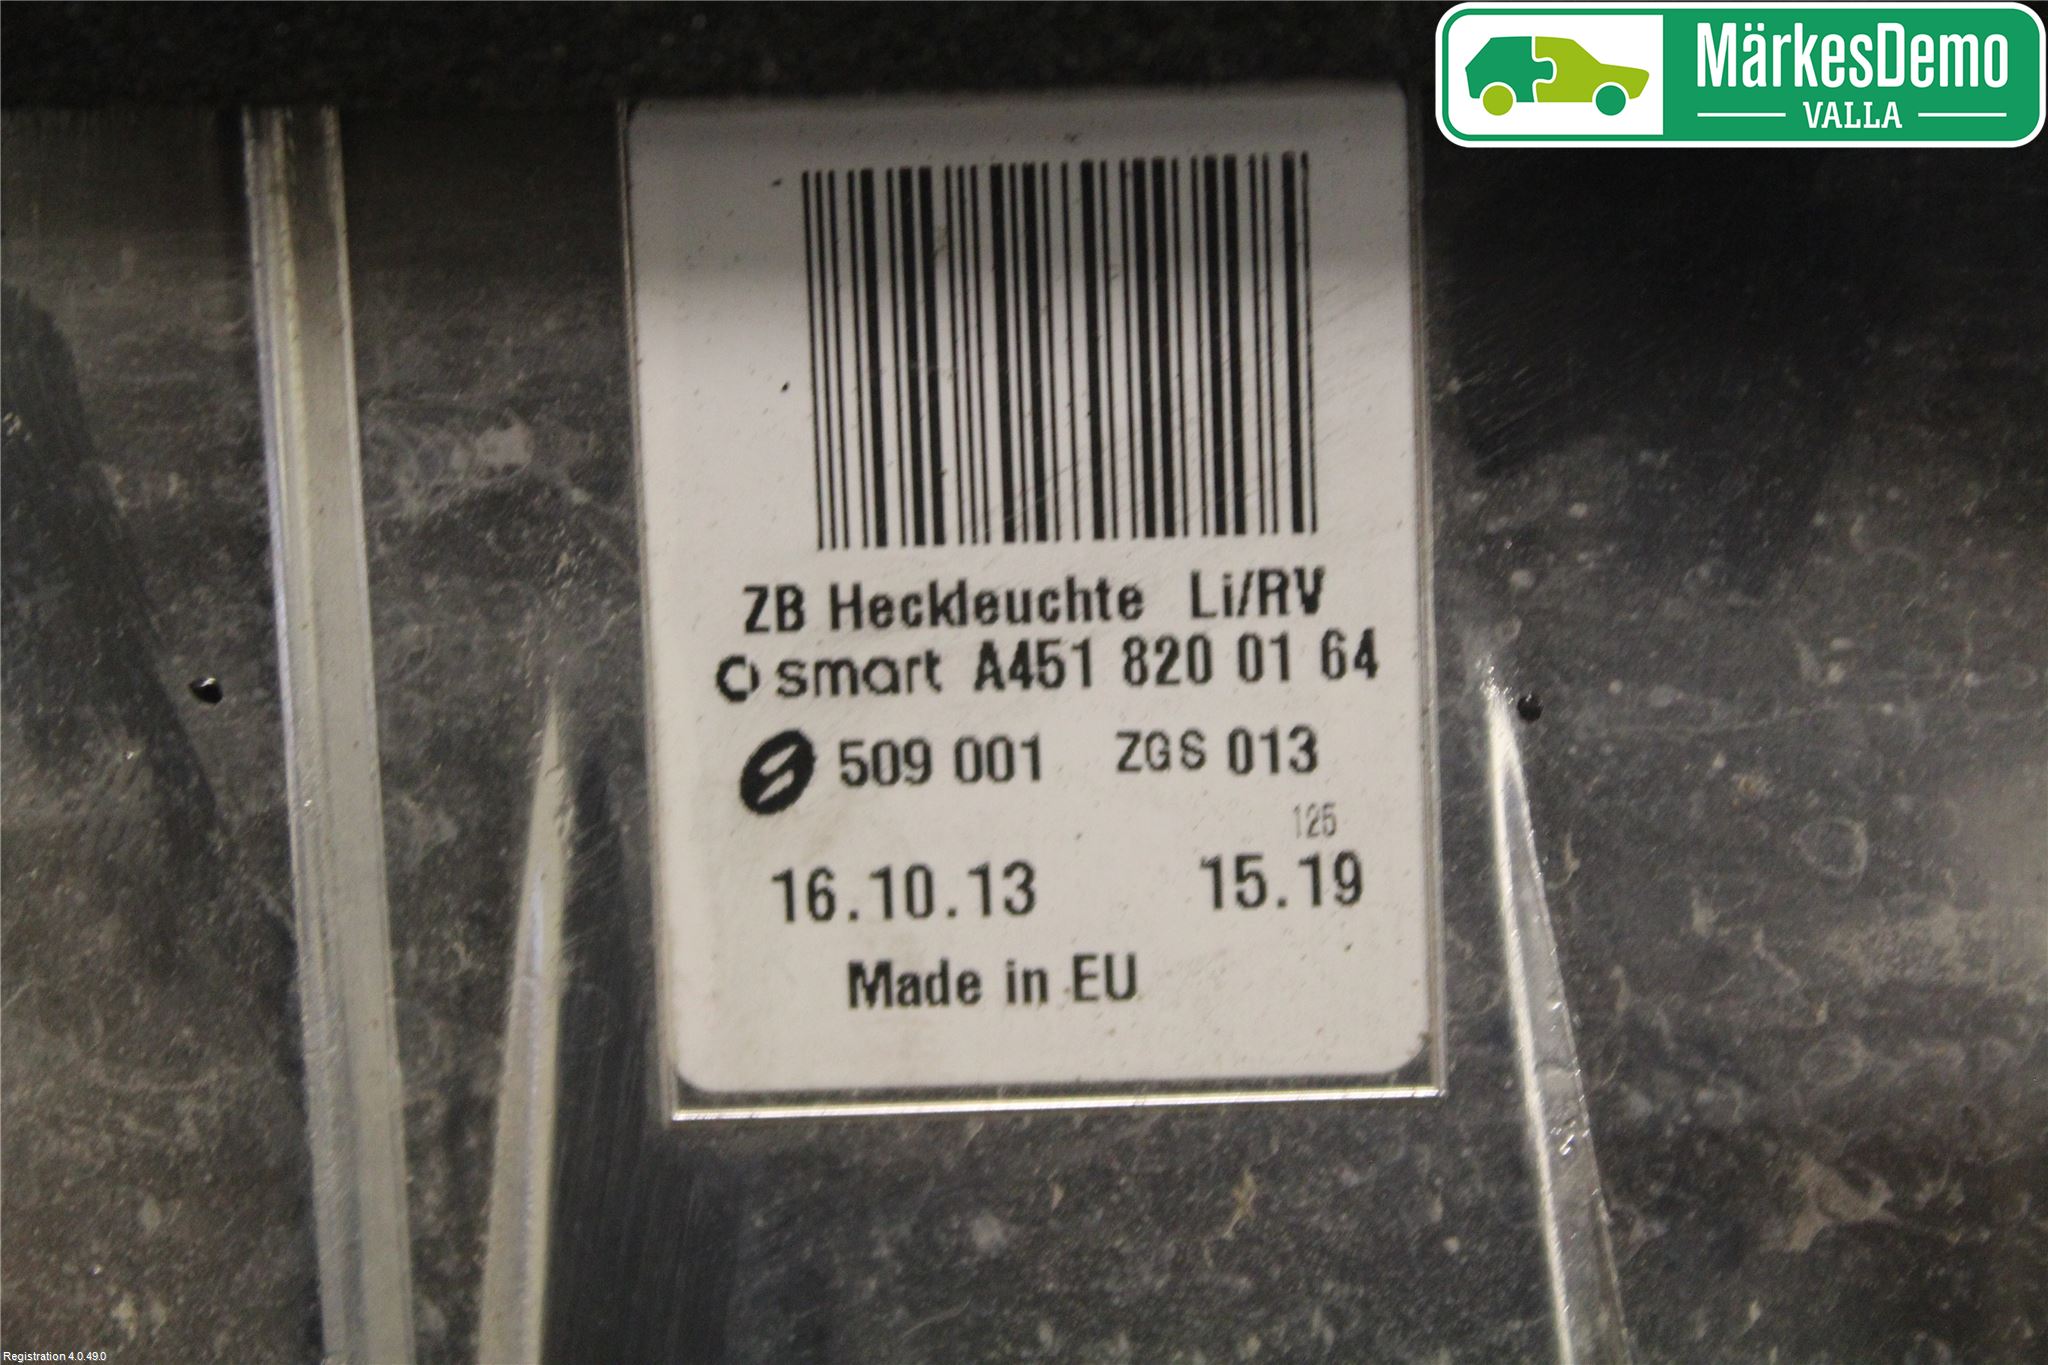 MärkesDemo
VALLA
ZB Heckleuchte Li/RV
smart A451 820 01 64
509 001 ZGS 013
125
16.10.13 15.19
Made in EU
Registration 4.0.49.0